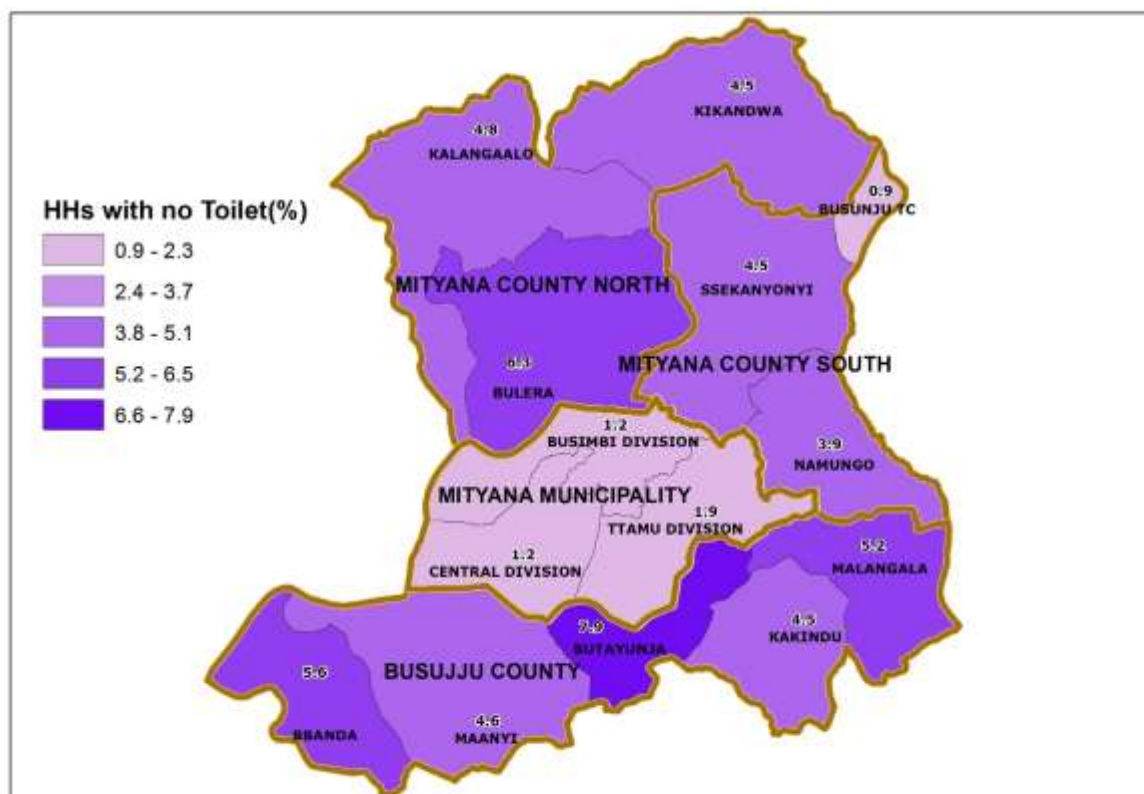 4.5
KIKANDWA
4.8
KALANGAALO
0.9
BUSUNJU TC
HHs with no Toilet(%)
0.9 - 2.3
2.4 - 3.7
3.8 - 5.1
5.2 - 6.5
6.6 - 7.9
4.5
SSEKANYONYI
MITYANA COUNTY NORTH
6.3
BULERA
MITYANA COUNTY SOUTH
1.2
BUSIMBI DIVISION
3.9
NAMUNGO
MITYANA MUNICIPALITY
1.9
TTAMU DIVISION
1.2
CENTRAL DIVISION
5.2
MALANGALA
7.9
BUTAYUNJA
4.5
KAKINDU
5.6
BUSUJJU COUNTY
BBANDA
4.6
MAANYI